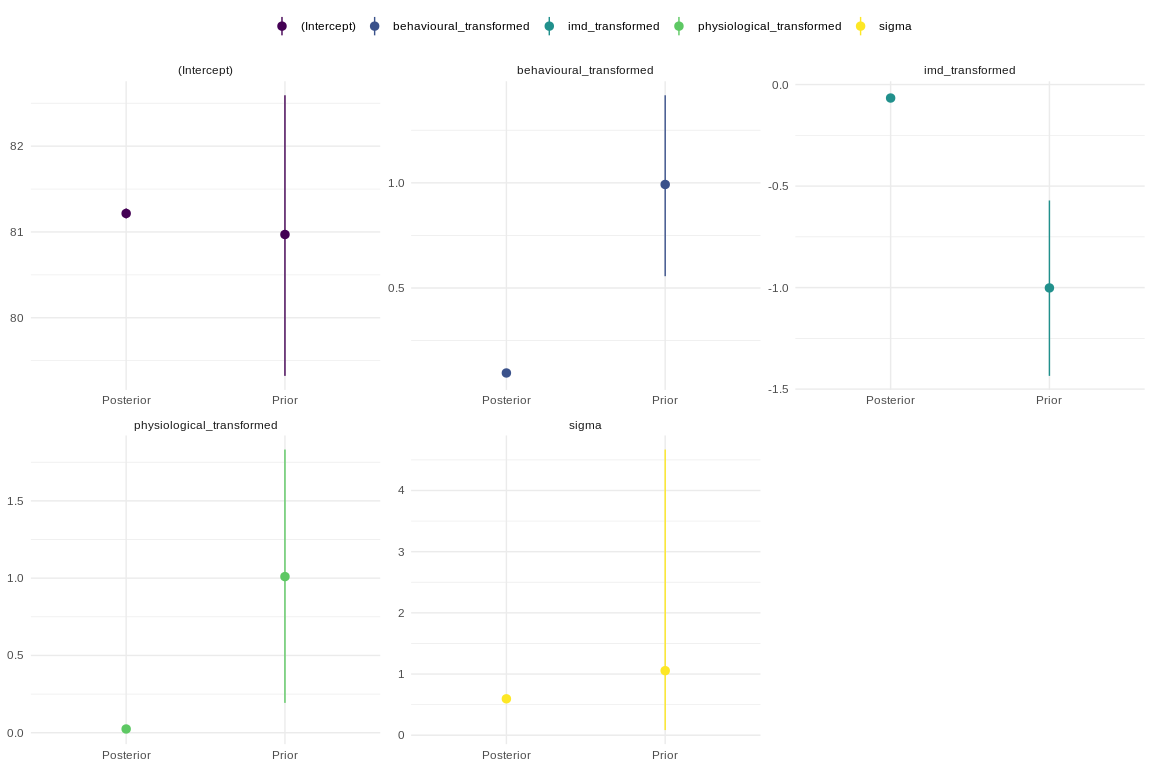 (Intercept) behavioural_transformed imd_transformed physiological_transformed sigma
(Intercept) behavioural_transformed imd_transformed
82
81
80
Posterior Prior
1.0
0.5
Posterior Prior
0.0
-0.5
-1.0
-1.5
Posterior Prior
physiological_transformed sigma
1.5
1.0
0.5
0.0
Posterior Prior
4
3
2
1
0
Posterior Prior